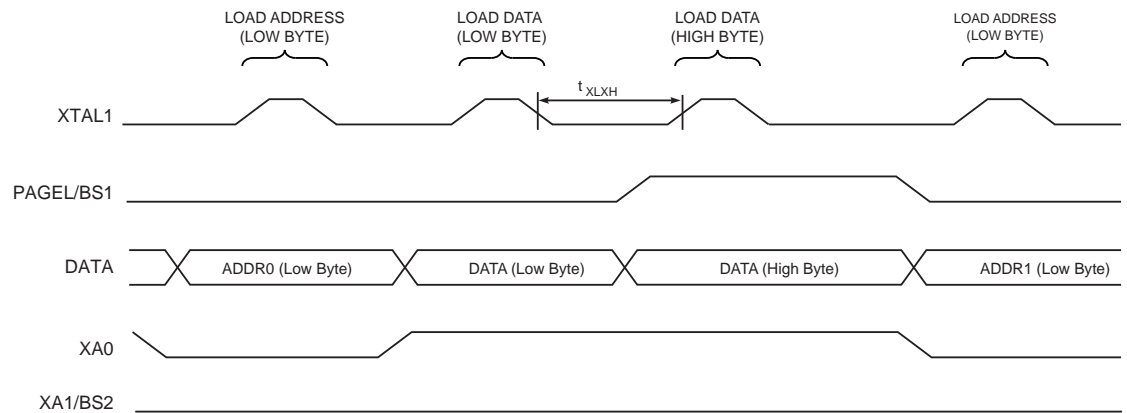 LOAD ADDRESS
(LOW BYTE)
LOAD DATA
(LOW BYTE)
LOAD DATA
(HIGH BYTE)
LOAD ADDRESS
(LOW BYTE)
t XLXH
XTAL1
PAGEL/BS1
DATA
ADDR0 (Low Byte)
DATA (Low Byte)
DATA (High Byte)
ADDR1 (Low Byte)
XA0
XA1/BS2